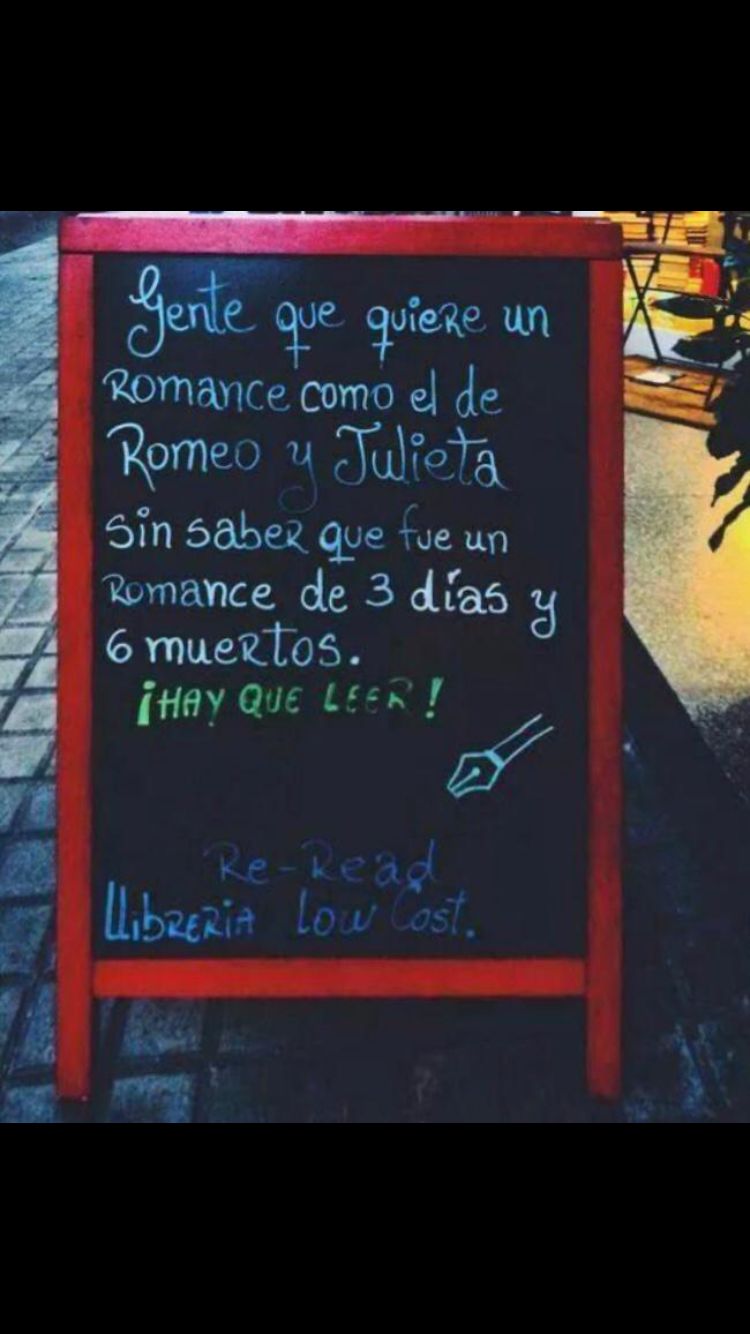 Gente que quiere un
romance como el de
Romeo y Julieta
sin saber que fue un
romance de 3 días y
6 muertos.
¡HAY QUE LEER!
Re-Read
Llibreria Low Cost.